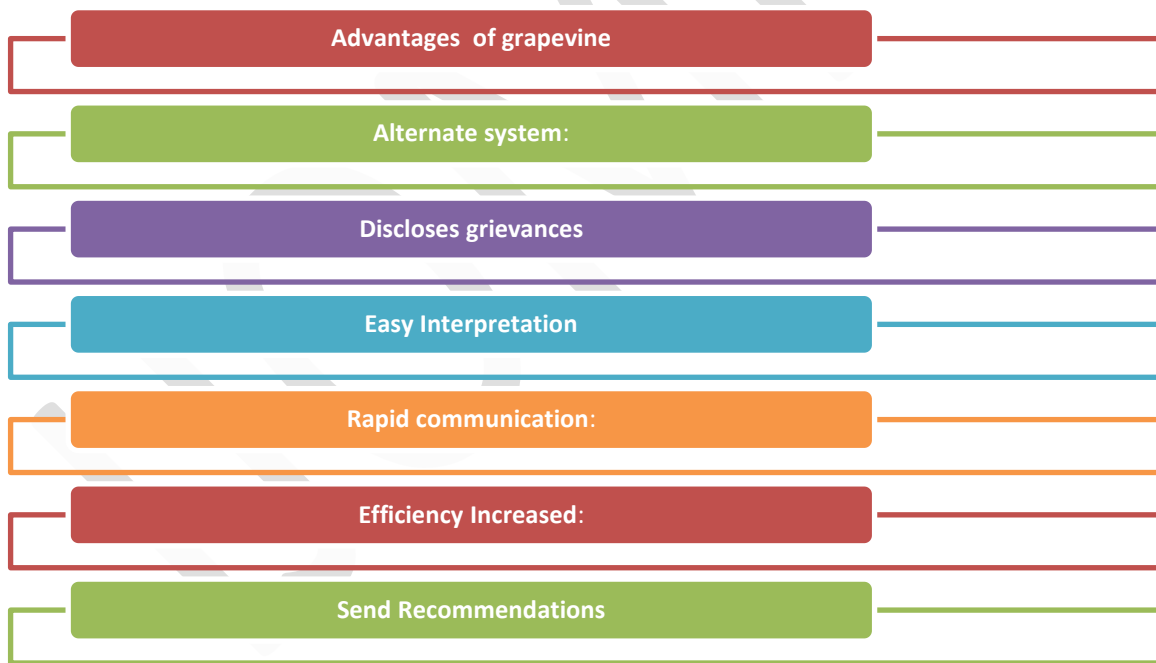 Advantages  of grapevine
Alternate system:
Discloses grievances
Easy Interpretation
Rapid communication:
Efficiency Increased:
Send Recommendations